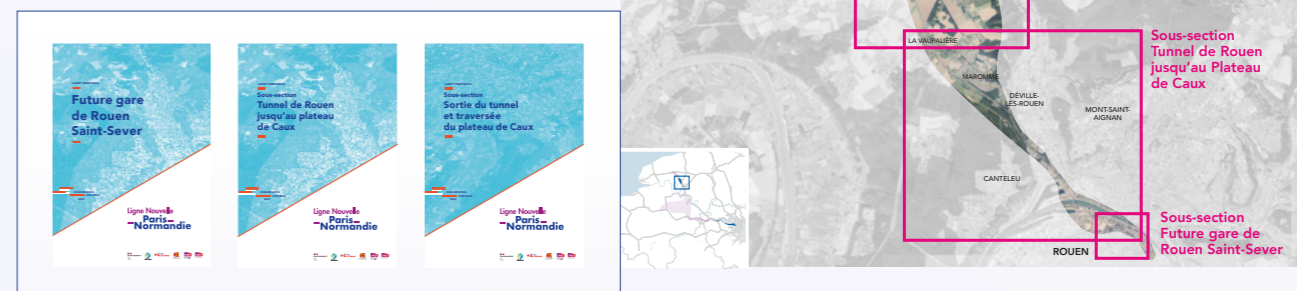 Future gare
de Rouen
Saint-Sever
Ligne Nouvelle
Paris
Normandie
Sous-section
Tunnel de Rouen
jusqu'au plateau
de Caux
Ligne Nouvelle
Paris
Normandie
Sous-section
Sortie du tunnel
et traversée
du plateau de Caux
Ligne Nouvelle
Paris
Normandie
LA VAUPALIÈRE
MAROMME
DÉVILLE-
LÈS-ROUEN
MONT-SAINT-
AIGNAN
CANTELEU
ROUEN
Sous-section
Tunnel de Rouen
jusqu'au Plateau
de Caux
Sous-section
Future gare de
Rouen Saint-Sever